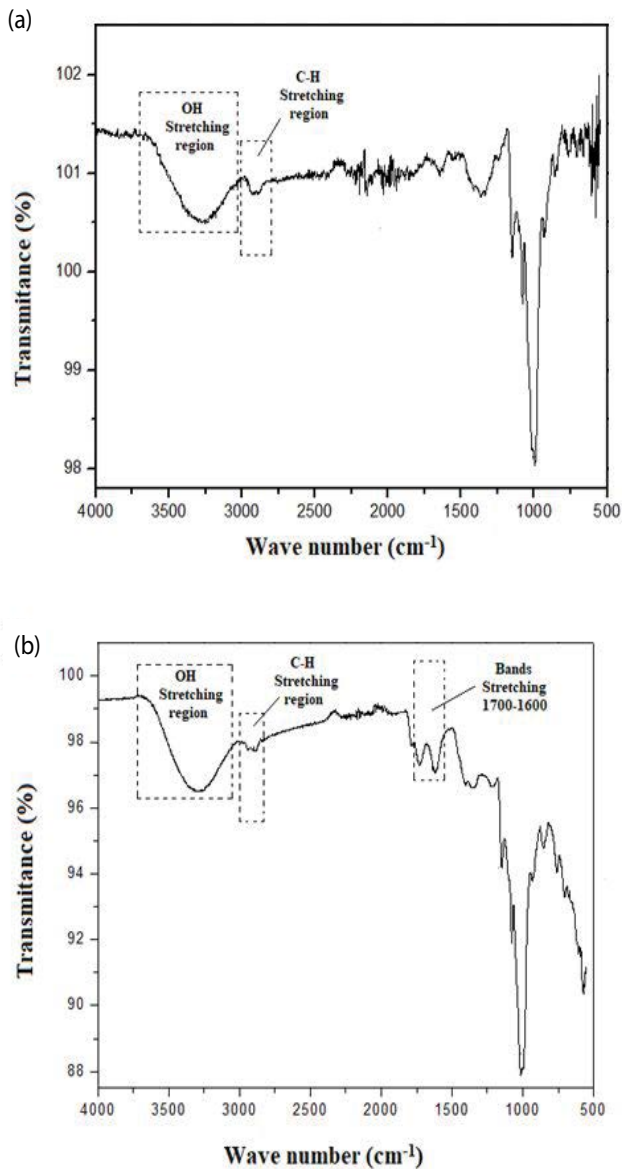 (a)
102
101
100
99
98
Transmitance (%)
OH
Stretching
region
C-H
Stretching
region
4000 3500 3000 2500 2000 1500 1000 500
Wave number (cm⁻¹)
(b)
100
98
96
94
92
90
88
Transmitance (%)
OH
Stretching
region
C-H
Stretching
region
Bands
Stretching
1700-1600
4000 3500 3000 2500 2000 1500 1000 500
Wave number (cm⁻¹)